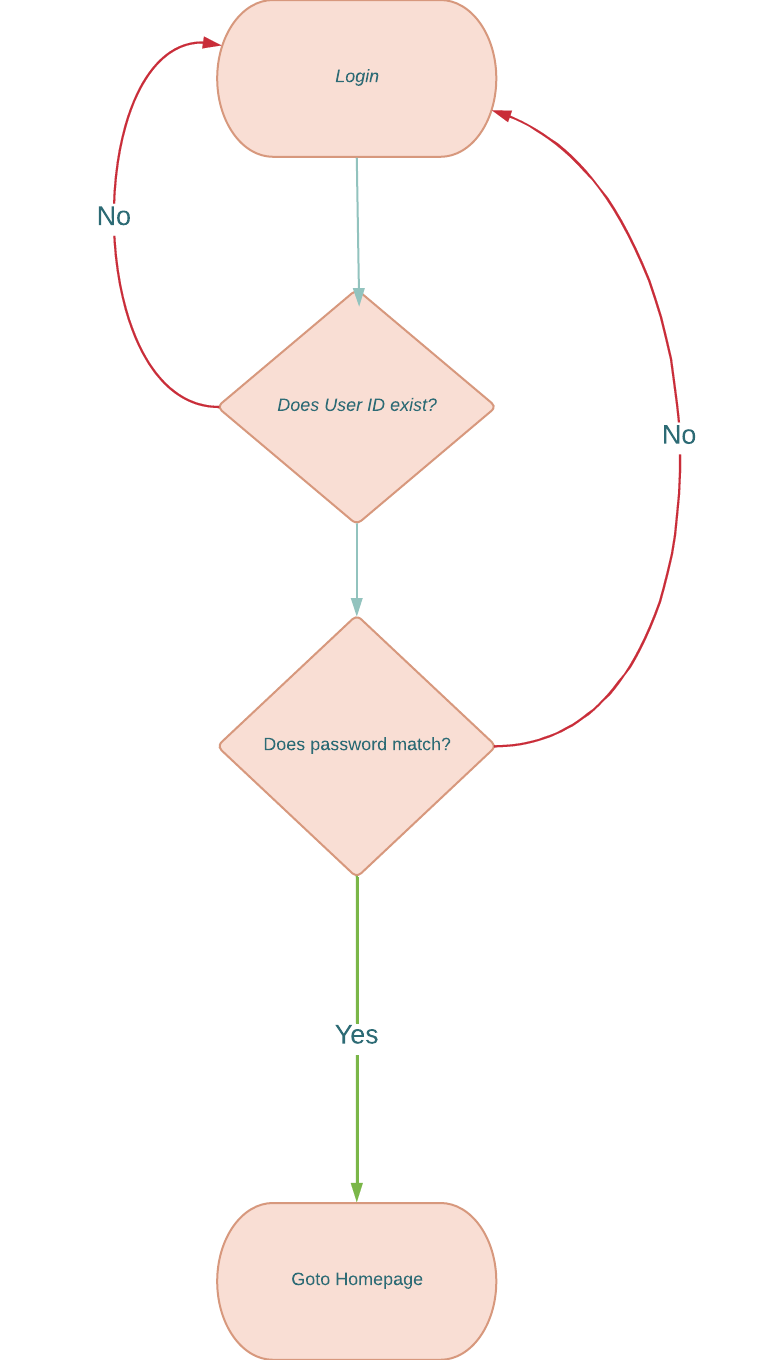 Login
No
Does User ID exist?
No
Does password match?
Yes
Goto Homepage